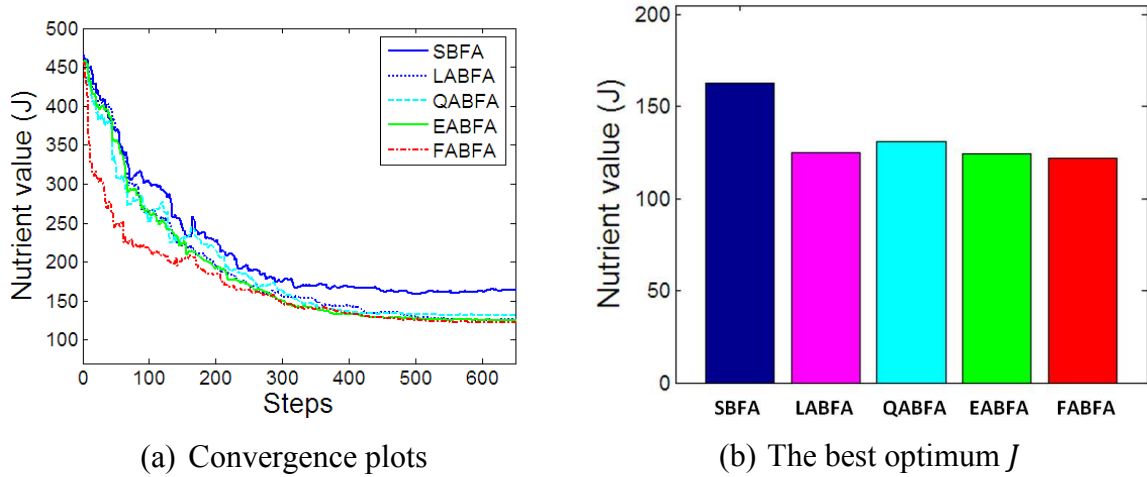 500
450
400
350
300
250
200
150
100
Nutrient value (J)
0 100 200 300 400 500 600
Steps
SBFA
LABFA
QABFA
EABFA
FABFA
(a) Convergence plots
200
150
100
50
0
Nutrient value (J)
SBFA LABFA QABFA EABFA FABFA
(b) The best optimum J